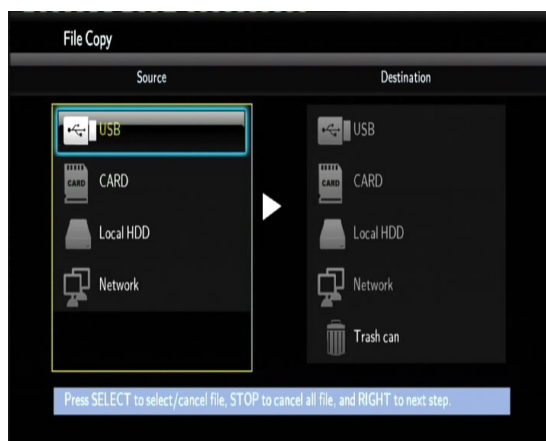 File Copy
Source
Destination
USB
CARD
CARD
Local HDD
Network
USB
CARD
CARD
Local HDD
Network
Trash can
Press SELECT to select/cancel file, STOP to cancel all file, and RIGHT to next step.